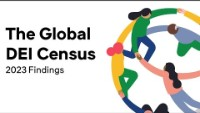 The Global
DEI Census
2023 Findings